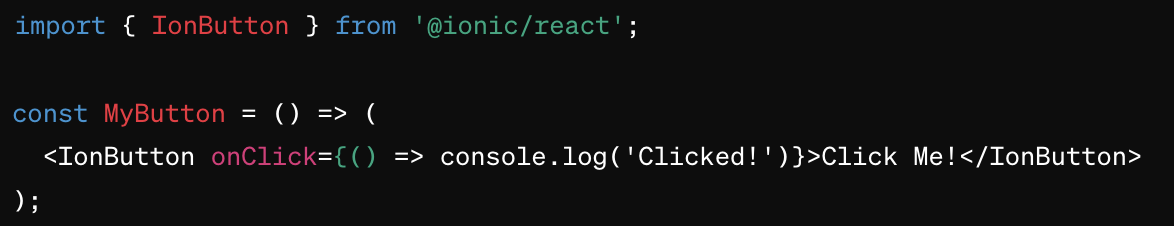 import { IonButton } from '@ionic/react';
const MyButton = () => (
<IonButton onClick={() => console.log('Clicked!')}>Click Me!</IonButton>
);